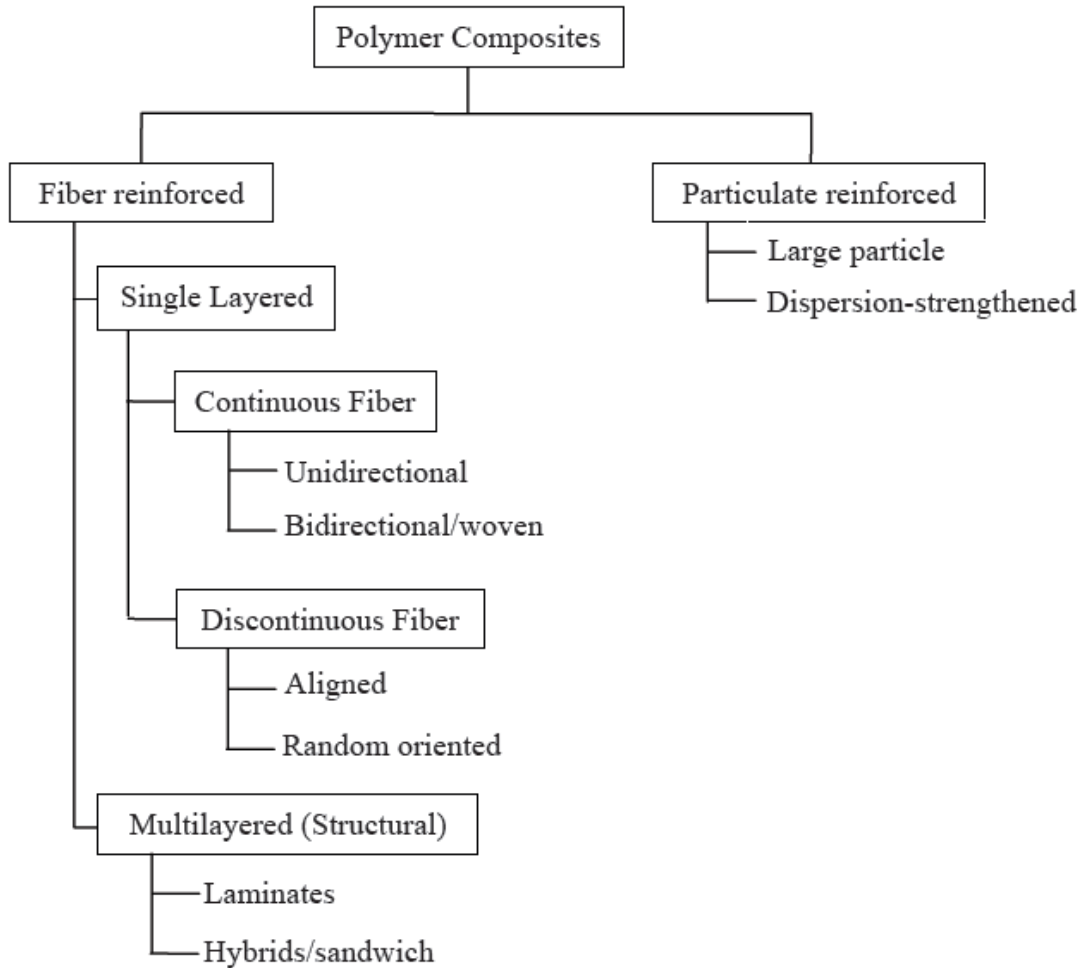 Polymer Composites
Fiber reinforced
Particulate reinforced
Large particle
Dispersion-strengthened
Single Layered
Continuous Fiber
Unidirectional
Bidirectional/woven
Discontinuous Fiber
Aligned
Random oriented
Multilayered (Structural)
Laminates
Hybrids/sandwich